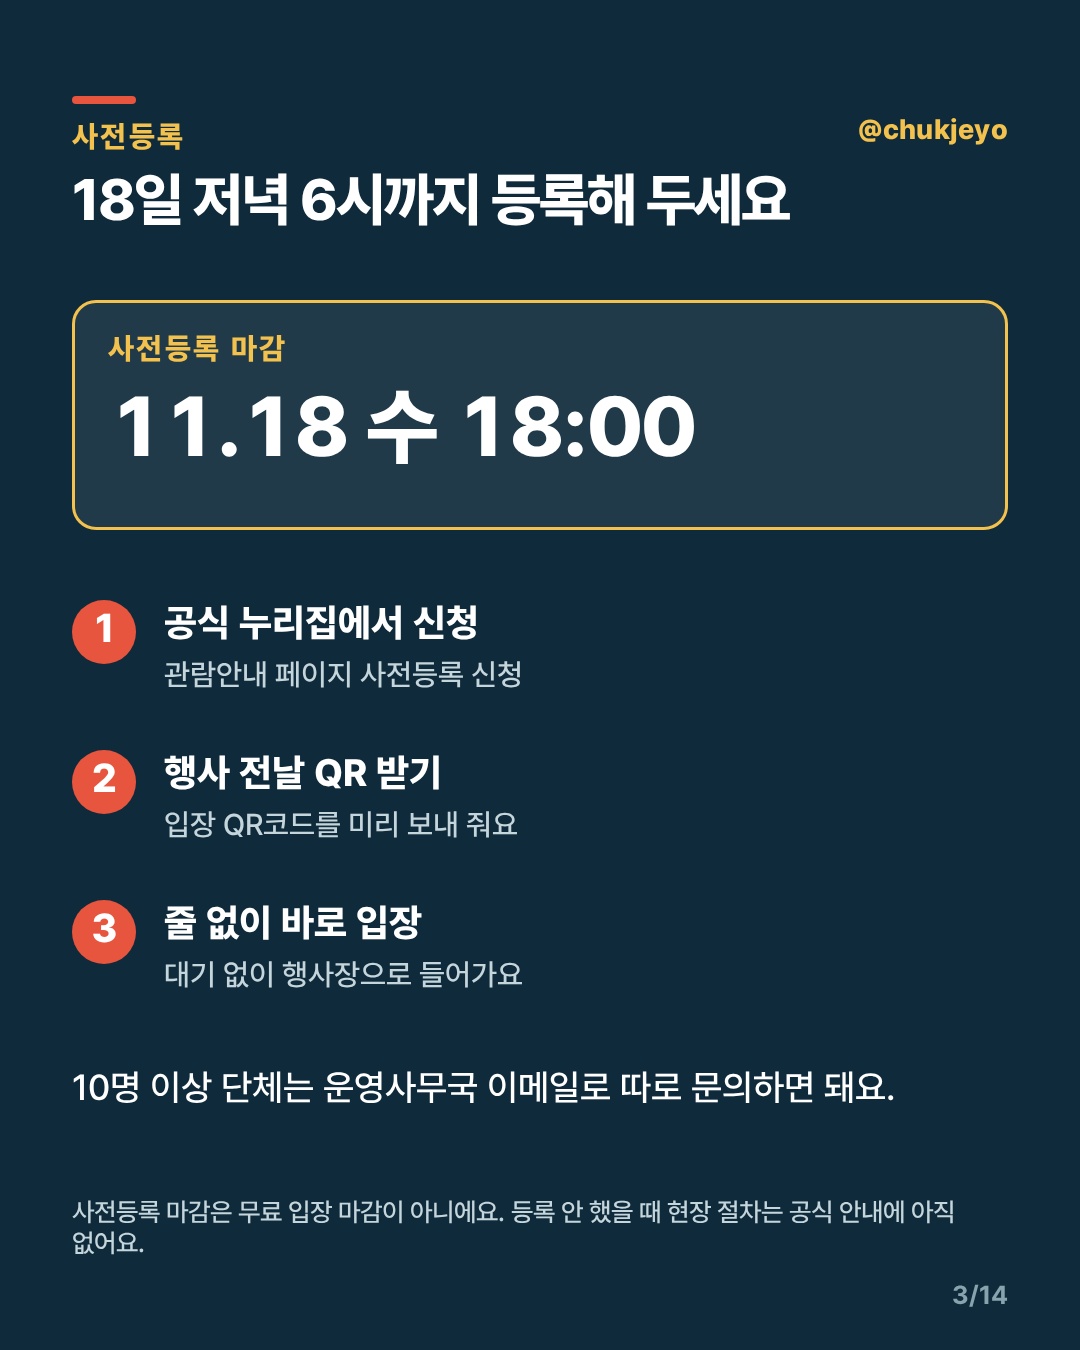 사전등록
@chukjeyo
18일 저녁 6시까지 등록해 두세요
사전등록 마감
11.18 수 18:00
1
공식 누리집에서 신청
관람안내 페이지 사전등록 신청
2
행사 전날 QR 받기
입장 QR코드를 미리 보내 줘요
3
줄 없이 바로 입장
대기 없이 행사장으로 들어가요
10명 이상 단체는 운영사무국 이메일로 따로 문의하면 돼요.
사전등록 마감은 무료 입장 마감이 아니에요. 등록 안 했을 때 현장 절차는 공식 안내에 아직
없어요.
3/14